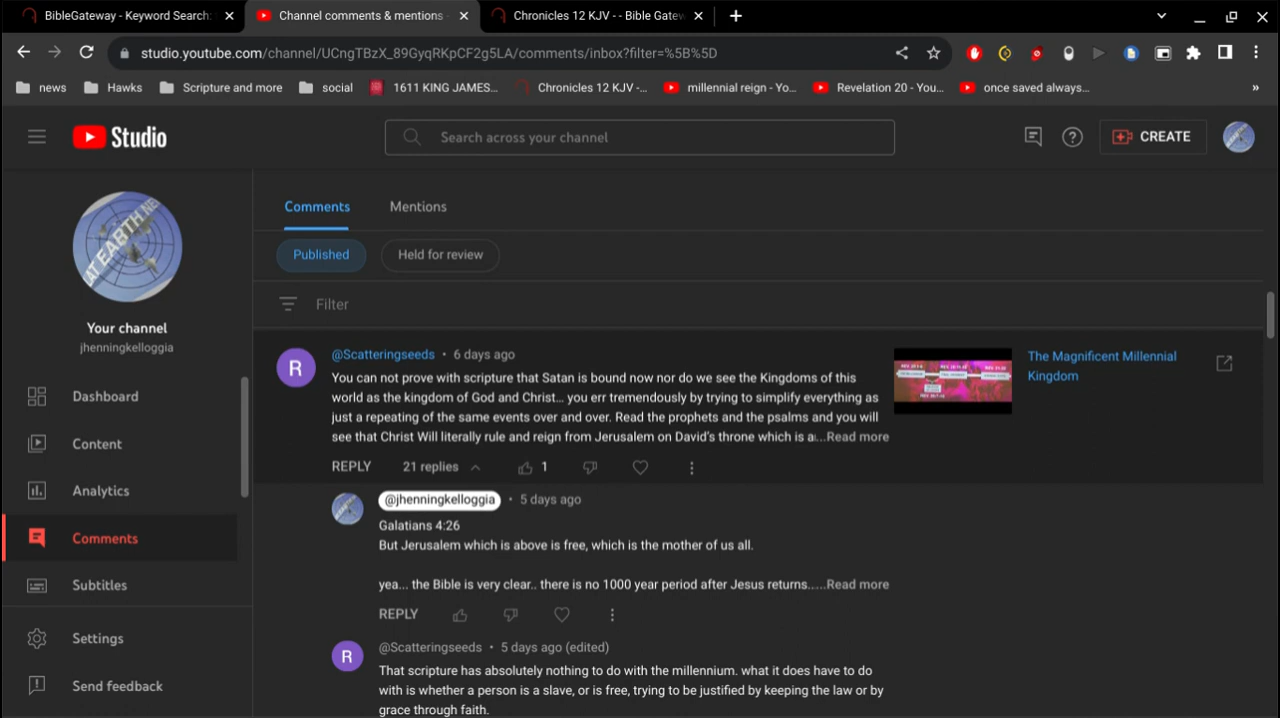 BibleGateway - Keyword Search:
Channel comments & mentions -
Chronicles 12 KJV - - Bible Gatew
studio.youtube.com/channel/UCngTBzX_89GyqRKpCF2g5LA/comments/inbox?filter=%5B%5D
news
Hawks
Scripture and more
social
1611 KING JAMES...
Chronicles 12 KJV -...
millennial reign - Yo...
Revelation 20 - You...
once saved always...
»
Studio
Search across your channel
CREATE
AT EARTH.NE
Your channel
jhenningkelloggia
Dashboard
Content
Analytics
Comments
Subtitles
Settings
Send feedback
Comments
Mentions
Published
Held for review
Filter
R
@Scatteringseeds • 6 days ago
You can not prove with scripture that Satan is bound now nor do we see the Kingdoms of this
world as the kingdom of God and Christ… you err tremendously by trying to simplify everything as
just a repeating of the same events over and over. Read the prophets and the psalms and you will
see that Christ Will literally rule and reign from Jerusalem on David's throne which is a...Read more
REPLY
21 replies
1
The Magnificent Millennial
Kingdom
@jhenningkelloggia • 5 days ago
Galatians 4:26
But Jerusalem which is above is free, which is the mother of us all.
yea... the Bible is very clear.. there is no 1000 year period after Jesus returns.....Read more
REPLY
R
@Scatteringseeds • 5 days ago (edited)
That scripture has absolutely nothing to do with the millennium. what it does have to do
with is whether a person is a slave, or is free, trying to be justified by keeping the law or by
grace through faith.